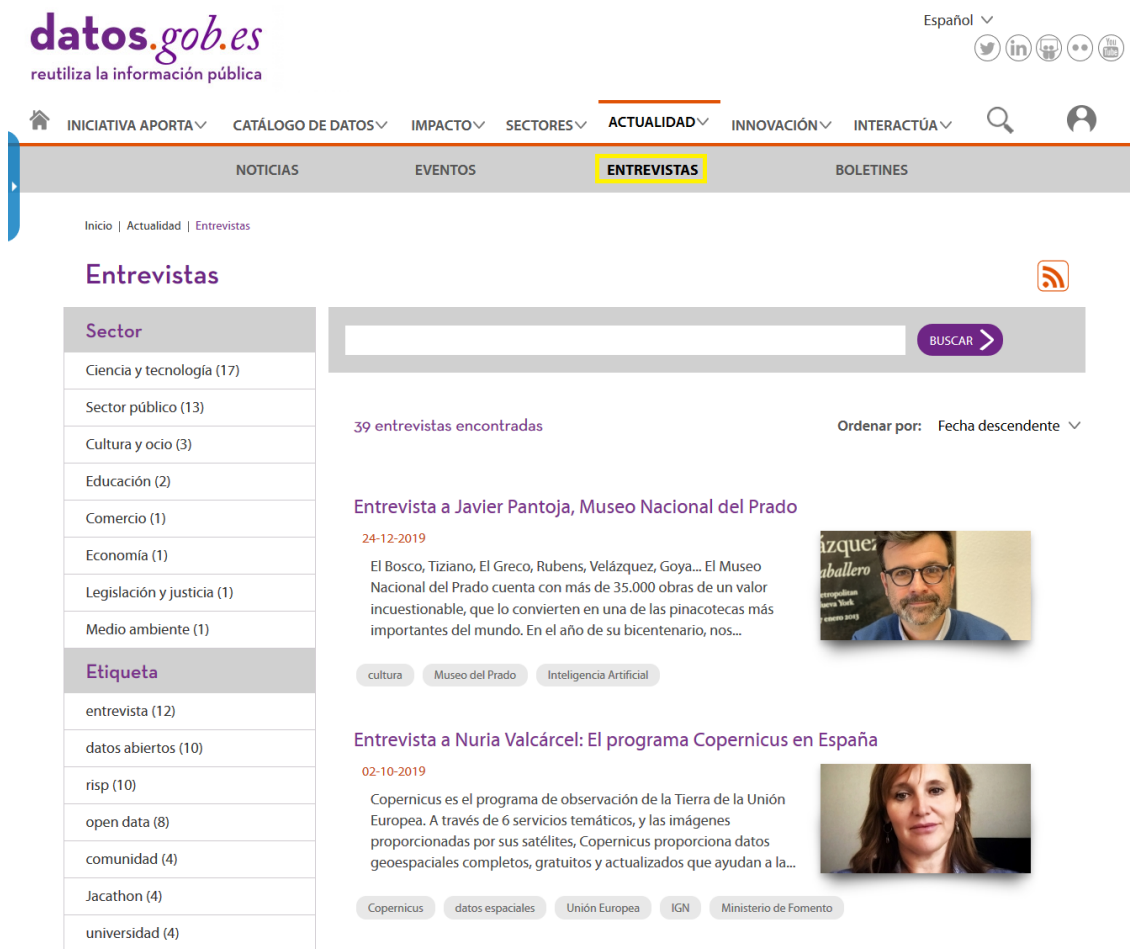 Español
datos.gob.es
reutiliza la información pública
You
Tube
INICIATIVA APORTA
CATÁLOGO DE DATOS
IMPACTO
SECTORES
ACTUALIDAD
INNOVACIÓN
INTERACTÚA
NOTICIAS
EVENTOS
ENTREVISTAS
BOLETINES
Inicio | Actualidad | Entrevistas
Entrevistas
Sector
Ciencia y tecnología (17)
Sector público (13)
Cultura y ocio (3)
Educación (2)
Comercio (1)
Economía (1)
Legislación y justicia (1)
Medio ambiente (1)
Etiqueta
entrevista (12)
datos abiertos (10)
risp (10)
open data (8)
comunidad (4)
Jacathon (4)
universidad (4)
BUSCAR
39 entrevistas encontradas
Ordenar por: Fecha descendente
Entrevista a Javier Pantoja, Museo Nacional del Prado
24-12-2019
El Bosco, Tiziano, El Greco, Rubens, Velázquez, Goya... El Museo
Nacional del Prado cuenta con más de 35.000 obras de un valor
incuestionable, que lo convierten en una de las pinacotecas más
importantes del mundo. En el año de su bicentenario, nos...
ázquez
aballero
etropolitan
ueva York
enero 2013
cultura
Museo del Prado
Inteligencia Artificial
Entrevista a Nuria Valcárcel: El programa Copernicus en España
02-10-2019
Copernicus es el programa de observación de la Tierra de la Unión
Europea. A través de 6 servicios temáticos, y las imágenes
proporcionadas por sus satélites, Copernicus proporciona datos
geoespaciales completos, gratuitos y actualizados que ayudan a la...
Copernicus
datos espaciales
Unión Europea
IGN
Ministerio de Fomento